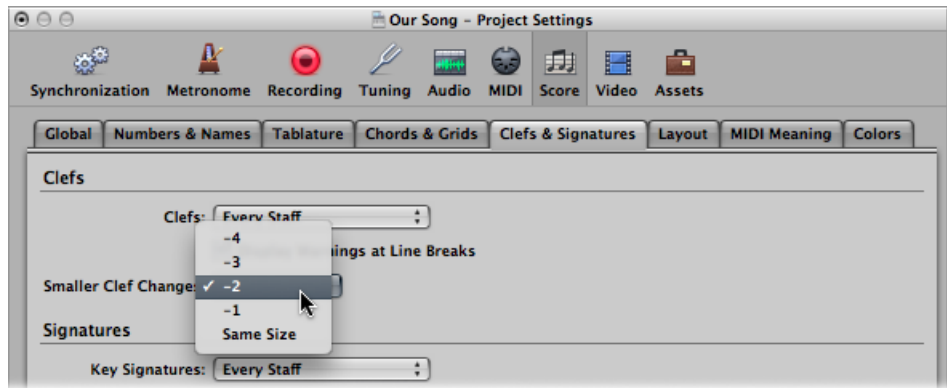 Our Song – Project Settings
Synchronization Metronome Recording Tuning Audio MIDI Score Video Assets
Global Numbers & Names Tablature Chords & Grids Clefs & Signatures Layout MIDI Meaning Colors
Clefs
Clefs: Every Staff
-4
at Line Breaks
-3
Smaller Clef Change ✓ -2
-1
Signatures
Same Size
Key Signatures: Every Staff